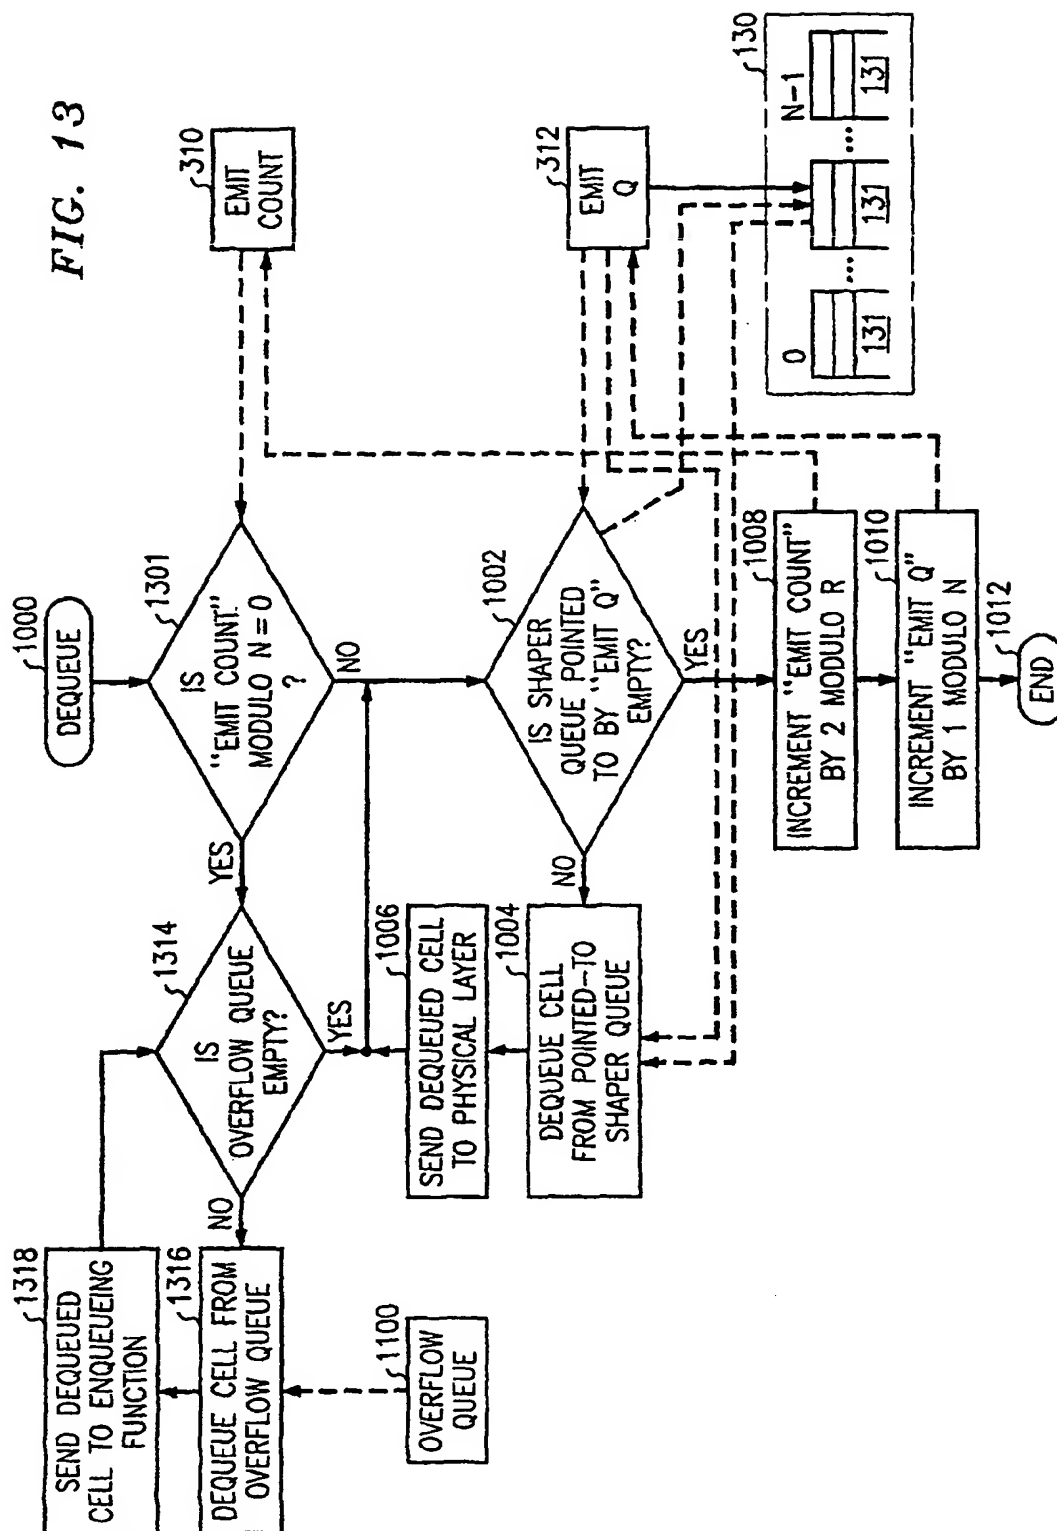 FIG. 13
1000
DEQUEUE
1301
IS
"EMIT COUNT.
MODULO N = 0
?
YES
NO
310
EMIT
COUNT
1314
IS
OVERFLOW QUEUE
EMPTY?
YES
NO
1318
SEND DEQUEUED
CELL TO ENQUEUEING
FUNCTION
1316
DEQUEUE CELL FROM
OVERFLOW QUEUE
1100
OVERFLOW
QUEUE
1006
SEND DEQUEUED CELL
TO PHYSICAL LAYER
1004
DEQUEUE CELL
FROM POINTED-TO
SHAPER QUEUE
1002
IS SHAPER
QUEUE POINTED
TO BY "EMIT Q"
EMPTY?
NO
YES
312
EMIT
Q
130
0
N-1
131
...
131
...
131
1008
INCREMENT "EMIT COUNT"
BY 2 MODULO R
1010
INCREMENT "EMIT Q"
BY 1 MODULO N
1012
END